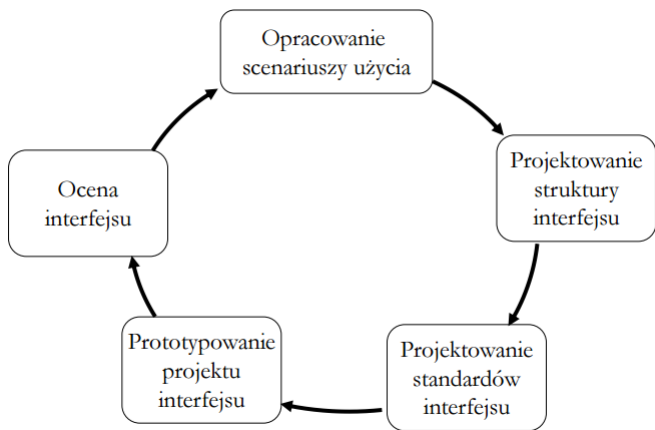 Opracowanie
scenariuszy użycia
Projektowanie
struktury
interfejsu
Projektowanie
standardów
interfejsu
Prototypowanie
projektu
interfejsu
Ocena
interfejsu